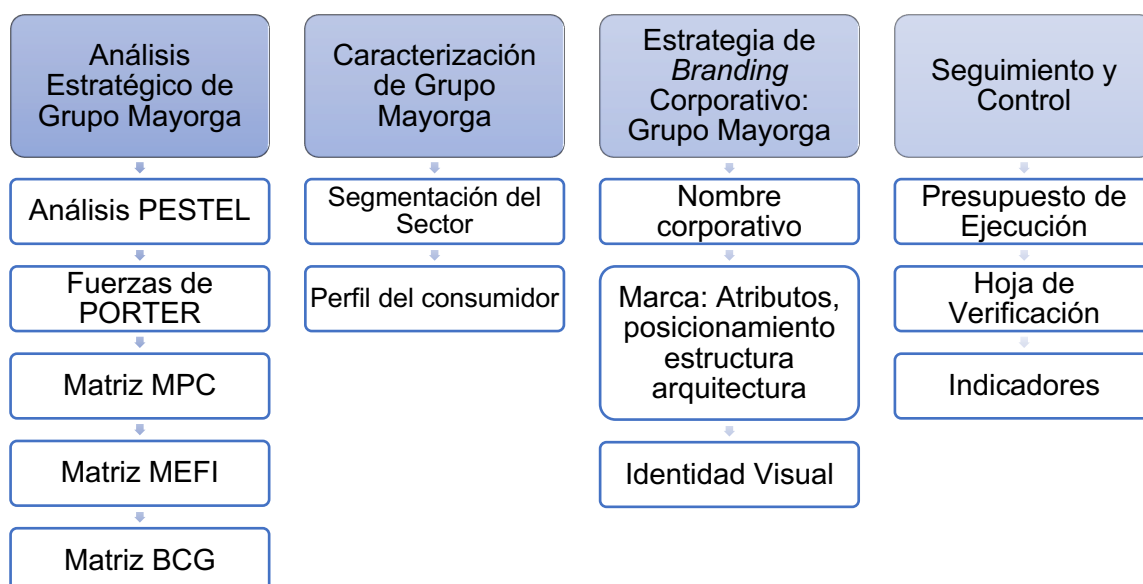 Análisis
Estratégico de
Grupo Mayorga
Análisis PESTEL
Fuerzas de
PORTER
Matriz MPC
Matriz MEFI
Matriz BCG
Caracterización
de Grupo
Mayorga
Segmentación del
Sector
Perfil del consumidor
Estrategia de
Branding
Corporativo:
Grupo Mayorga
Nombre
corporativo
Marca: Atributos,
posicionamiento
estructura
arquitectura
Identidad Visual
Seguimiento y
Control
Presupuesto de
Ejecución
Hoja de
Verificación
Indicadores